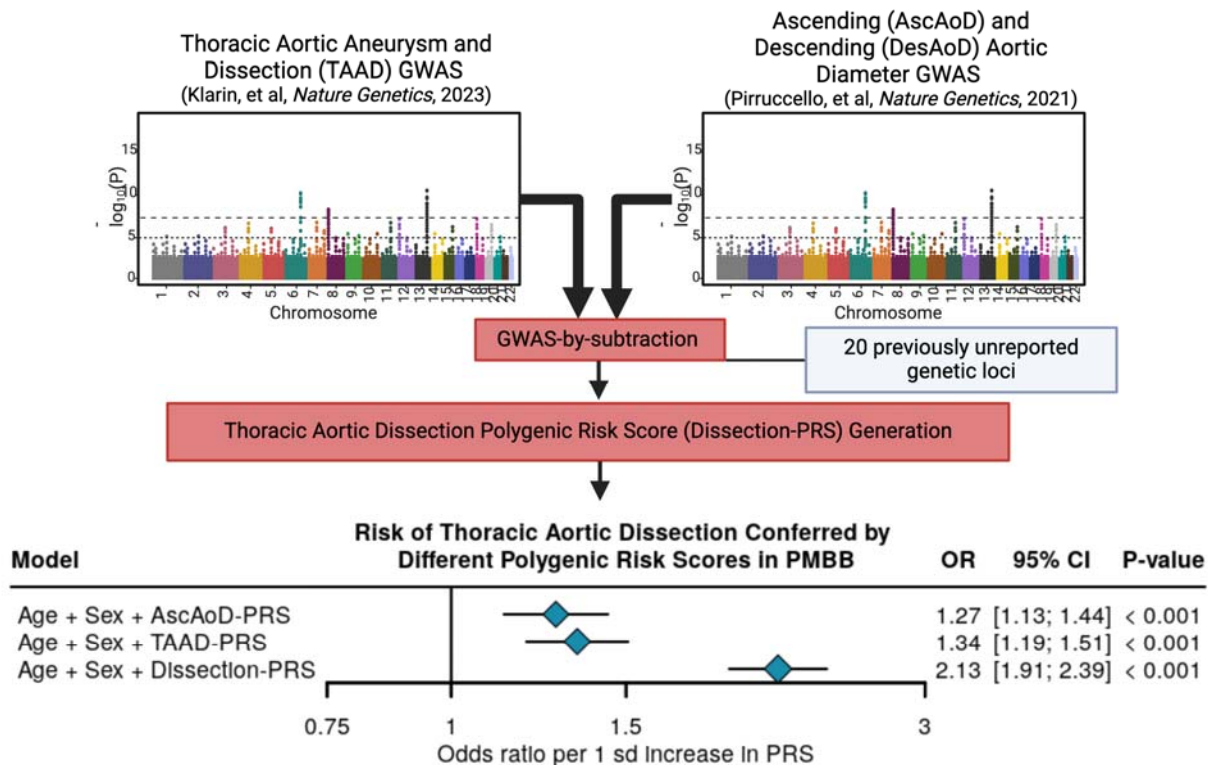 Thoracic Aortic Aneurysm and
Dissection (TAAD) GWAS
(Klarin, et al, Nature Genetics, 2023)
Ascending (AscAoD) and
Descending (DesAoD) Aortic
Diameter GWAS
(Pirruccello, et al, Nature Genetics, 2021)
-log₁₀(P)
15
10
5
0
1 2 3 4 5 6 7 8 9 10 11 12 13 14 15 16 17 18 20 22
Chromosome
-log₁₀(P)
15
10
5
0
1 2 3 4 5 6 7 8 9 10 11 12 13 14 15 16 17 18 20 22
Chromosome
GWAS-by-subtraction
20 previously unreported
genetic loci
Thoracic Aortic Dissection Polygenic Risk Score (Dissection-PRS) Generation
Risk of Thoracic Aortic Dissection Conferred by
Model Different Polygenic Risk Scores in PMBB OR 95% CI P-value
Age + Sex + AscAoD-PRS 1.27 [1.13; 1.44] < 0.001
Age + Sex + TAAD-PRS 1.34 [1.19; 1.51] < 0.001
Age + Sex + Dissection-PRS 2.13 [1.91; 2.39] < 0.001
0.75 1 1.5 3
Odds ratio per 1 sd increase in PRS